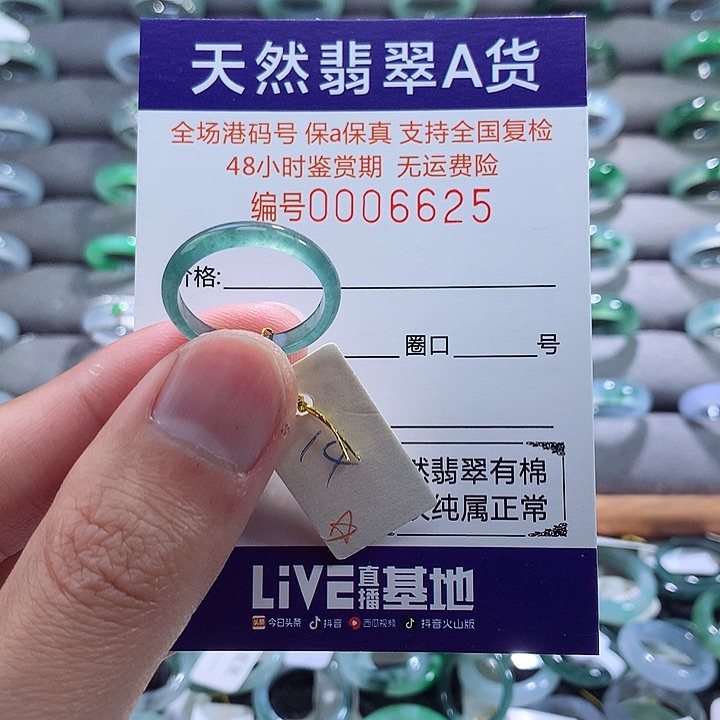 天然翡翠A货
全场港码号 保a保真 支持全国复检
48小时鉴赏期 无运费险
编号0006625
价格:
圈口 号
14
然翡翠有棉
纯属正常
LiVE直播基地
头条 今日头条 抖音 西瓜视频 抖音火山版